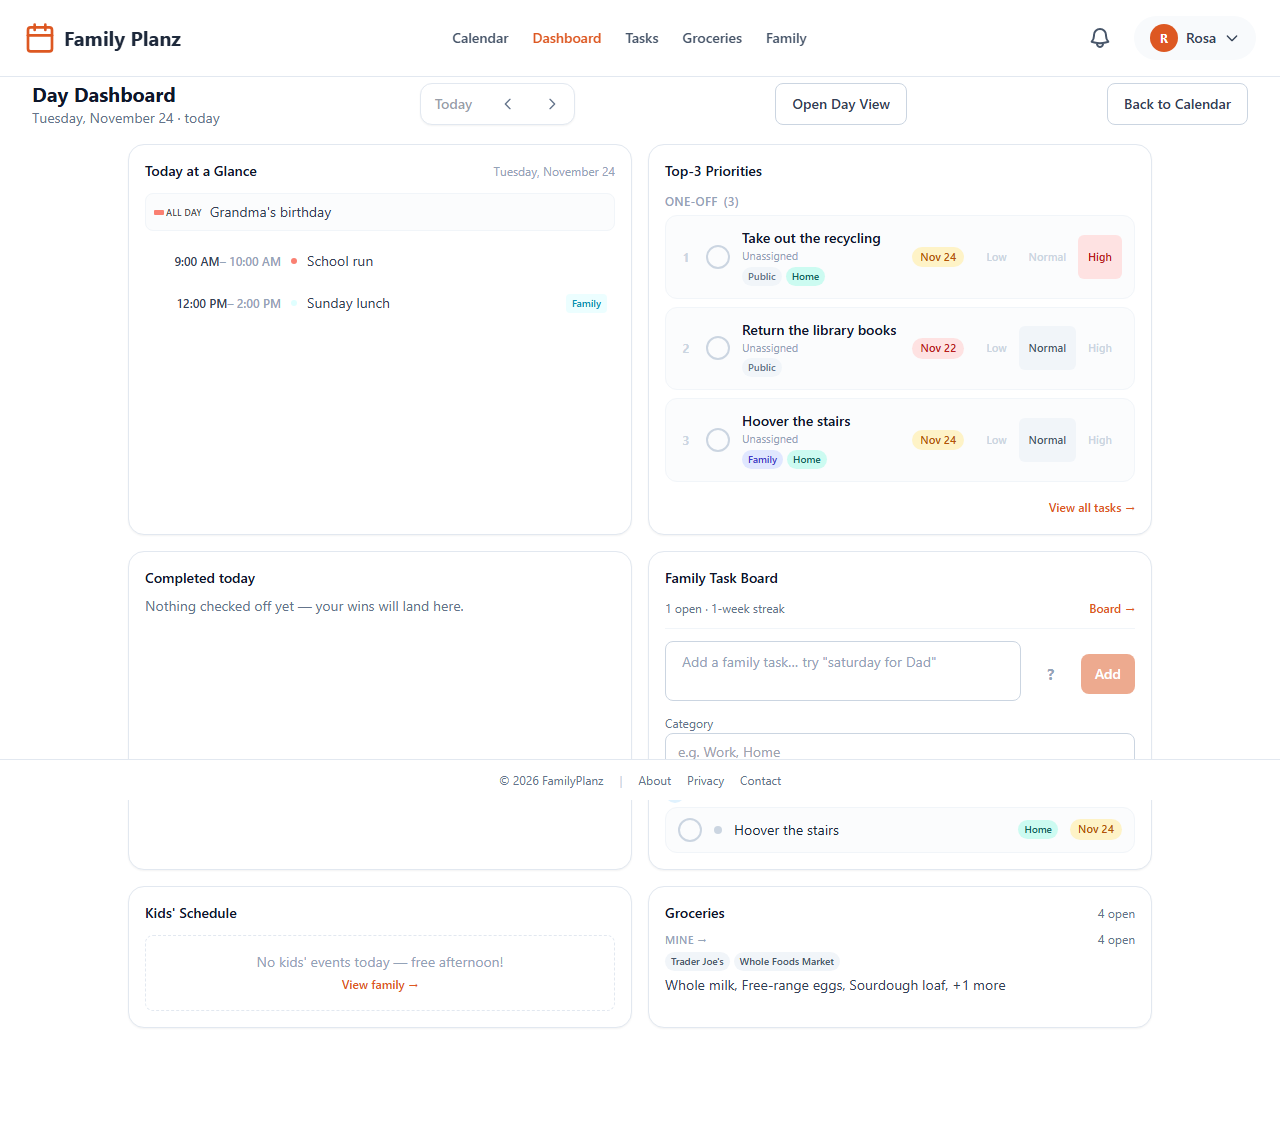 Family Planz
Calendar
Dashboard
Tasks
Groceries
Family
R
Rosa
Day Dashboard
Tuesday, November 24 · today
Today
Open Day View
Back to Calendar
Today at a Glance
Tuesday, November 24
ALL DAY Grandma's birthday
9:00 AM– 10:00 AM School run
12:00 PM– 2:00 PM Sunday lunch Family
Top-3 Priorities
ONE-OFF (3)
1 Take out the recycling
Unassigned
Public Home
Nov 24 Low Normal High
2 Return the library books
Unassigned
Public
Nov 22 Low Normal High
3 Hoover the stairs
Unassigned
Family Home
Nov 24 Low Normal High
View all tasks →
Completed today
Nothing checked off yet — your wins will land here.
Family Task Board
1 open · 1-week streak
Board →
Add a family task... try "saturday for Dad"
?
Add
Category
e.g. Work, Home
© 2026 FamilyPlanz | About Privacy Contact
Hoover the stairs Home Nov 24
Kids' Schedule
No kids' events today — free afternoon!
View family →
Groceries
4 open
MINE →
4 open
Trader Joe's Whole Foods Market
Whole milk, Free-range eggs, Sourdough loaf, +1 more